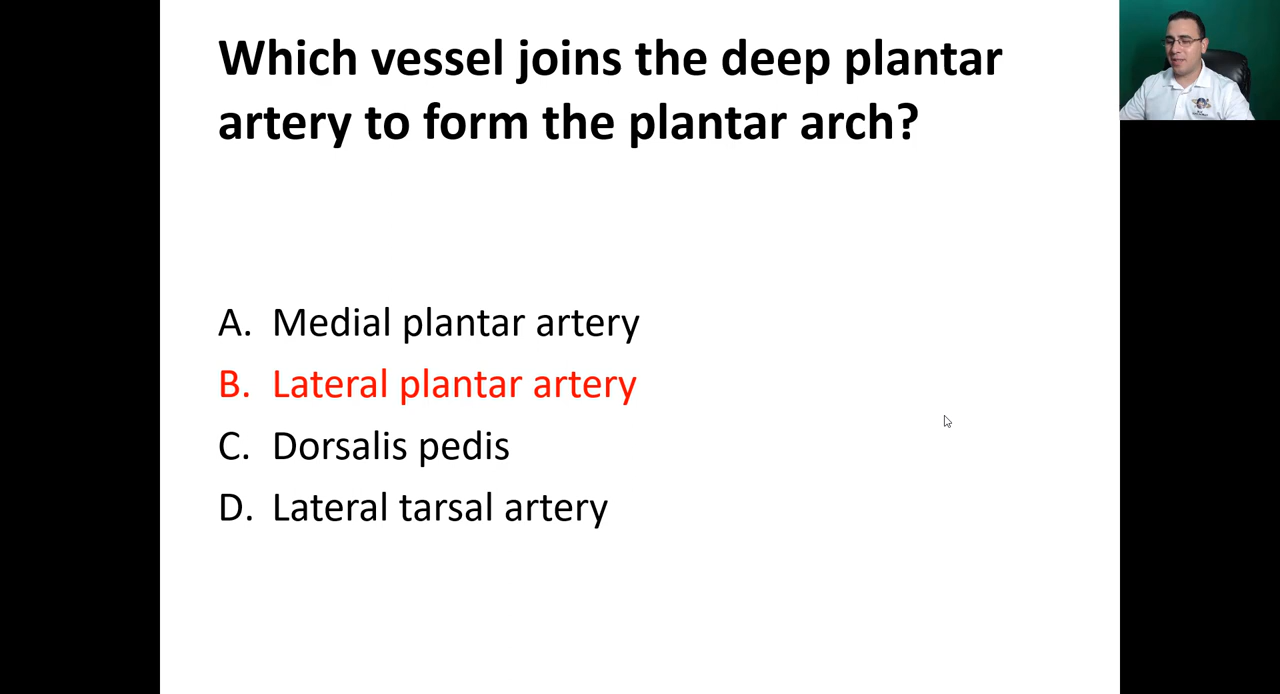 Which vessel joins the deep plantar
artery to form the plantar arch?
A. Medial plantar artery
B. Lateral plantar artery
C. Dorsalis pedis
D. Lateral tarsal artery